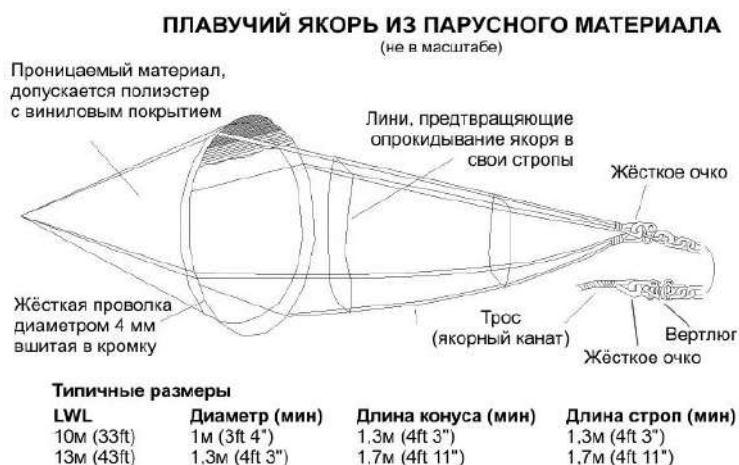 ПЛАВУЧИЙ ЯКОРЬ ИЗ ПАРУСНОГО МАТЕРИАЛА
(не в масштабе)
Проницаемый материал,
допускается полиэстер
с виниловым покрытием
Лини, предтвращяющие
опрокидывание якоря в
свои стропы
Жёсткое очко
Жёсткая проволка
диаметром 4 мм
вшитая в кромку
Трос
(якорный канат)
Вертлюг
Жёсткое очко
Типичные размеры
LWL Диаметр (мин) Длина конуса (мин) Длина строп (мин)
10м (33ft) 1м (3ft 4") 1,3м (4ft 3") 1,3м (4ft 3")
13м (43ft) 1,3м (4ft 3") 1,7м (4ft 11") 1,7м (4ft 11")